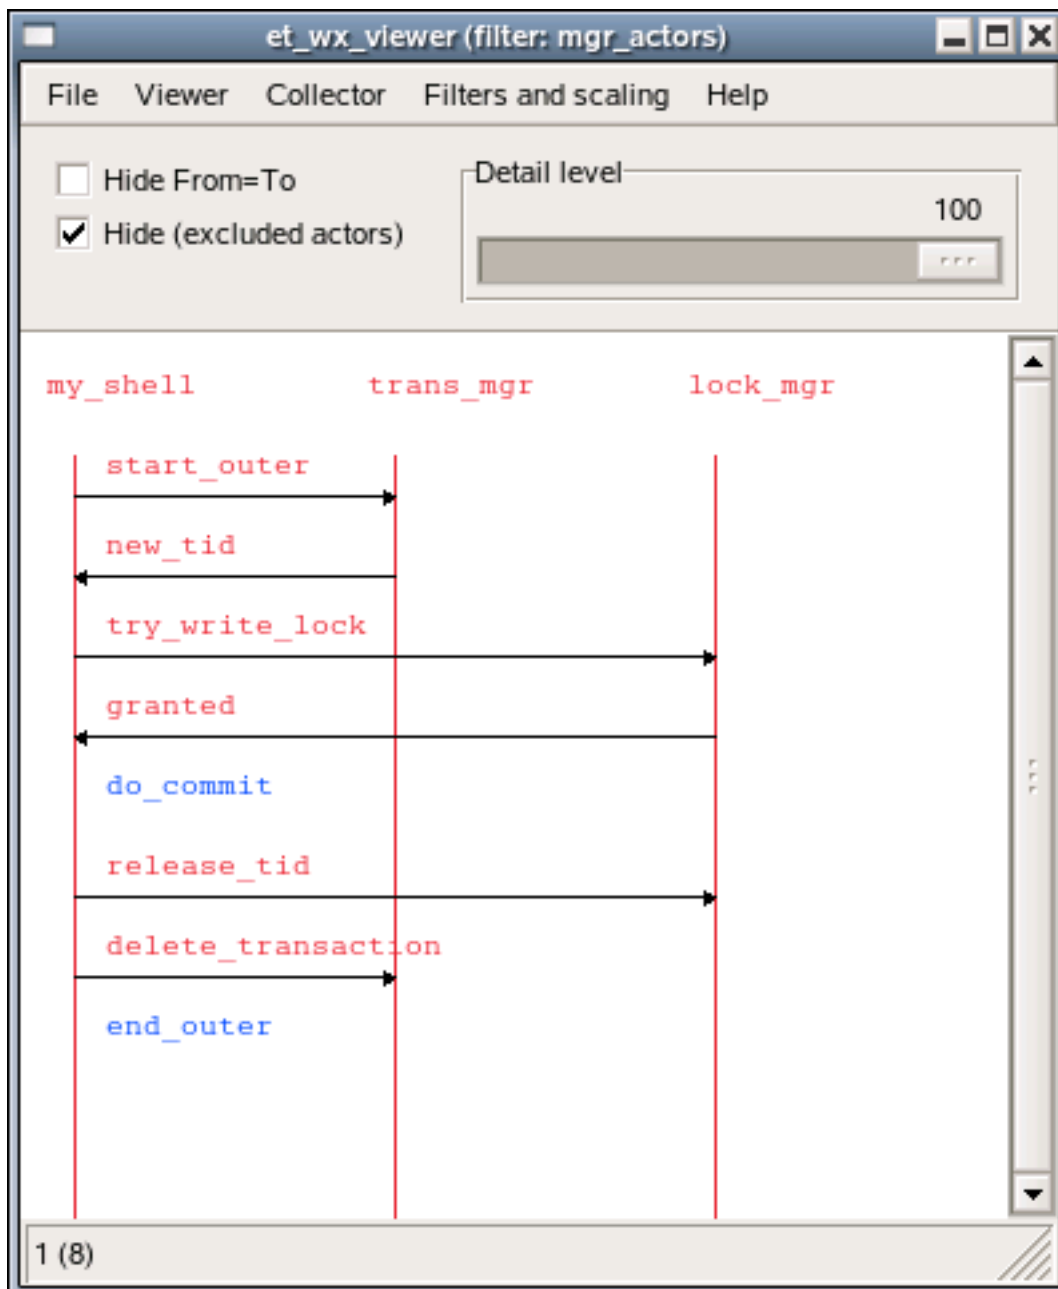 et_wx_viewer (filter: mgr_actors)
File Viewer Collector Filters and scaling Help
Hide From=To
Hide (excluded actors)
Detail level
100
my_shell trans_mgr lock_mgr
start_outer
new_tid
try_write_lock
granted
do_commit
release_tid
delete_transaction
end_outer
1 (8)